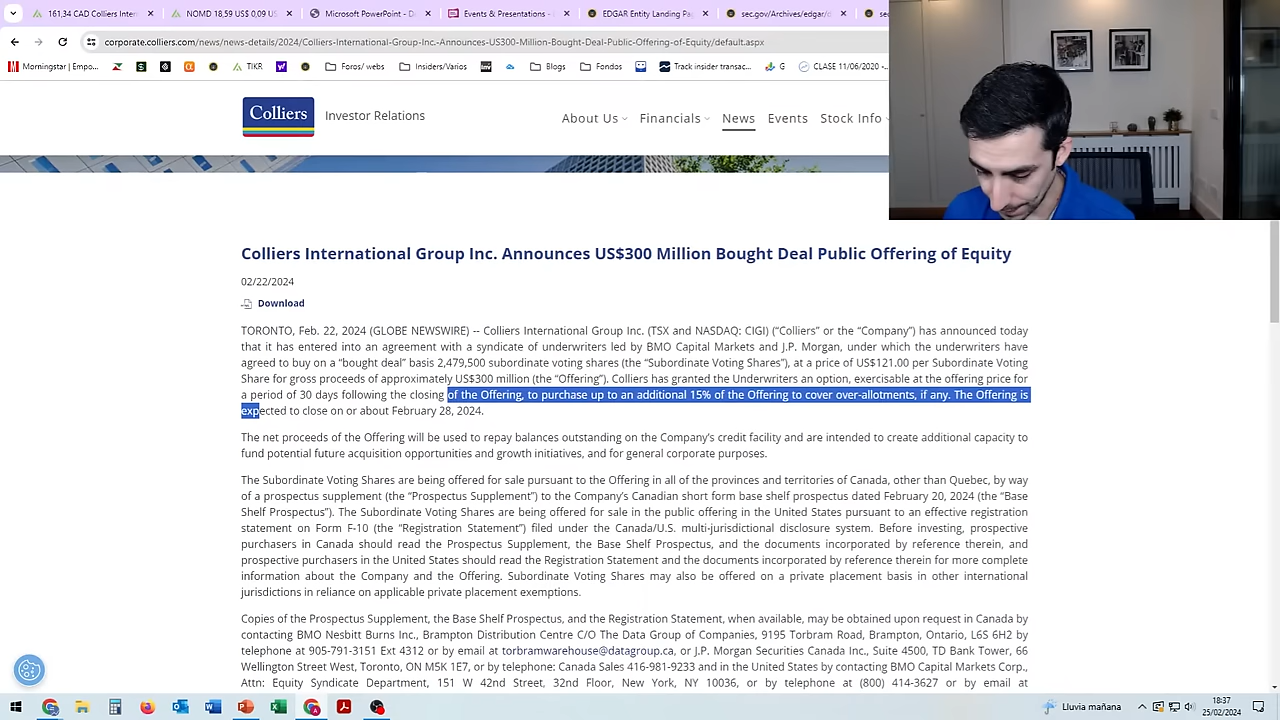 161,34 CAD Colliers Inter
NOMD 18,59 US$ 0,09 US
Microsoft PowerPoint - D
Events & Presentations -
EDGAR Entity Landing Pa
sec.gov/Archives/edgar/d
se
corporate.colliers.com/news/news-details/2024/Colliers-International-Group-Inc.-Announces-US300-Million-Bought-Deal-Public-Offering-of-Equity/default.aspx
Morningstar | Empo...
TIKR
Fosos webs
Insiders/Varios
Blogs
Fondos
Track insider transac...
G
CLASE 11/06/2020 -...
Colliers
Investor Relations
About Us
Financials
News
Events
Stock Info
Colliers International Group Inc. Announces US$300 Million Bought Deal Public Offering of Equity
02/22/2024
Download
TORONTO, Feb. 22, 2024 (GLOBE NEWSWIRE) -- Colliers International Group Inc. (TSX and NASDAQ: CIGI) (“Colliers” or the “Company”) has announced today
that it has entered into an agreement with a syndicate of underwriters led by BMO Capital Markets and J.P. Morgan, under which the underwriters have
agreed to buy on a “bought deal” basis 2,479,500 subordinate voting shares (the “Subordinate Voting Shares”), at a price of US$121.00 per Subordinate Voting
Share for gross proceeds of approximately US$300 million (the “Offering”). Colliers has granted the Underwriters an option, exercisable at the offering price for
a period of 30 days following the closing of the Offering, to purchase up to an additional 15% of the Offering to cover over-allotments, if any. The Offering is
expected to close on or about February 28, 2024.
The net proceeds of the Offering will be used to repay balances outstanding on the Company’s credit facility and are intended to create additional capacity to
fund potential future acquisition opportunities and growth initiatives, and for general corporate purposes.
The Subordinate Voting Shares are being offered for sale pursuant to the Offering in all of the provinces and territories of Canada, other than Quebec, by way
of a prospectus supplement (the “Prospectus Supplement”) to the Company’s Canadian short form base shelf prospectus dated February 20, 2024 (the “Base
Shelf Prospectus”). The Subordinate Voting Shares are being offered for sale in the public offering in the United States pursuant to an effective registration
statement on Form F-10 (the “Registration Statement”) filed under the Canada/U.S. multi-jurisdictional disclosure system. Before investing, prospective
purchasers in Canada should read the Prospectus Supplement, the Base Shelf Prospectus, and the documents incorporated by reference therein, and
prospective purchasers in the United States should read the Registration Statement and the documents incorporated by reference therein for more complete
information about the Company and the Offering. Subordinate Voting Shares may also be offered on a private placement basis in other international
jurisdictions in reliance on applicable private placement exemptions.
Copies of the Prospectus Supplement, the Base Shelf Prospectus, and the Registration Statement, when available, may be obtained upon request in Canada by
contacting BMO Nesbitt Burns Inc., Brampton Distribution Centre C/O The Data Group of Companies, 9195 Torbram Road, Brampton, Ontario, L6S 6H2 by
telephone at 905-791-3151 Ext 4312 or by email at torbramwarehouse@datagroup.ca, or J.P. Morgan Securities Canada Inc., Suite 4500, TD Bank Tower, 66
Wellington Street West, Toronto, ON M5K 1E7, or by telephone: Canada Sales 416-981-9233 and in the United States by contacting BMO Capital Markets Corp.,
Attn: Equity Syndicate Department, 151 W 42nd Street, 32nd Floor, New York, NY 10036, or by telephone at (800) 414-3627 or by email at
Lluvia mañana
18:37
25/02/2024